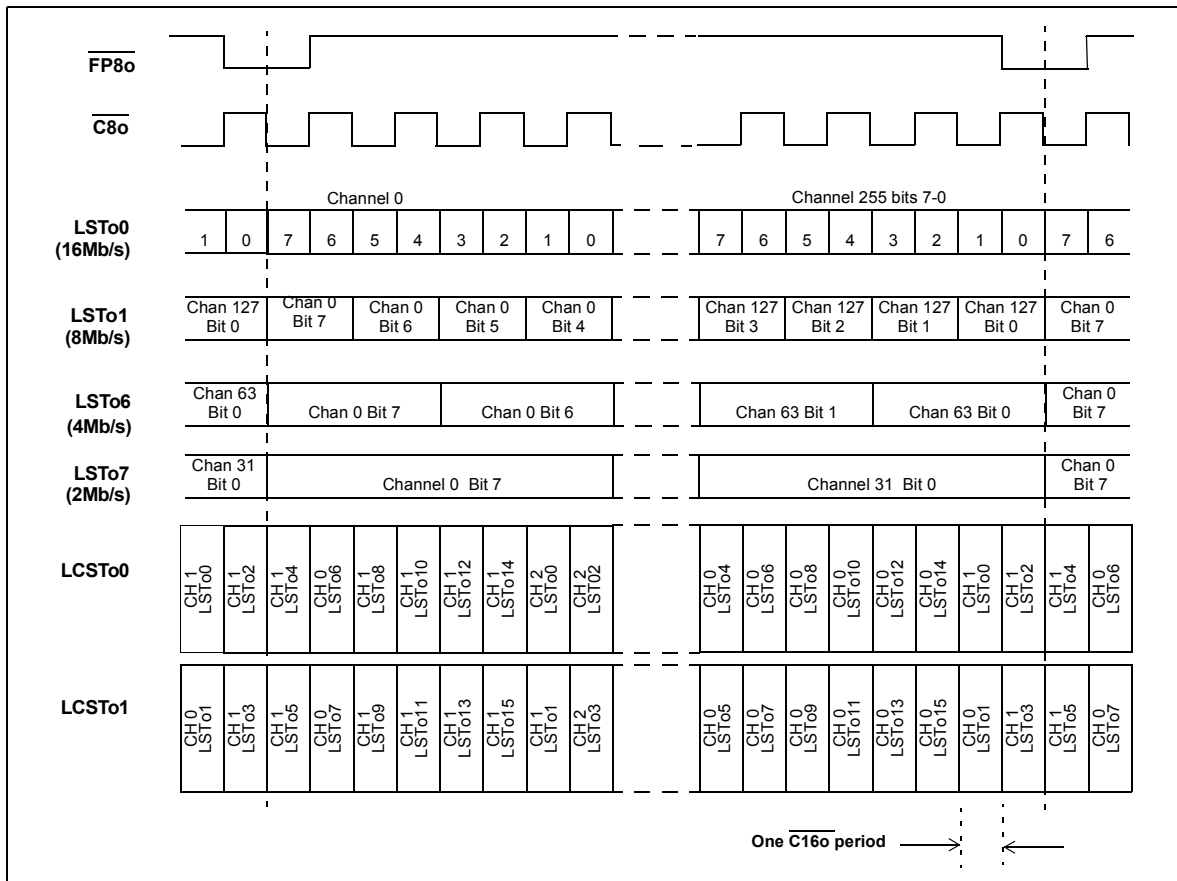 FP8o
C8o
Channel 0
Channel 255 bits 7-0
LSTo0
(16Mb/s)
1 0 7 6 5 4 3 2 1 0 7 6 5 4 3 2 1 0 7 6
LSTo1
(8Mb/s)
Chan 127 Bit 0
Chan 0 Bit 7
Chan 0 Bit 6
Chan 0 Bit 5
Chan 0 Bit 4
Chan 127 Bit 3
Chan 127 Bit 2
Chan 127 Bit 1
Chan 127 Bit 0
Chan 0 Bit 7
LSTo6
(4Mb/s)
Chan 63 Bit 0
Chan 0 Bit 7
Chan 0 Bit 6
Chan 63 Bit 1
Chan 63 Bit 0
Chan 0 Bit 7
LSTo7
(2Mb/s)
Chan 31 Bit 0
Channel 0 Bit 7
Channel 31 Bit 0
Chan 0 Bit 7
LCSTo0
CH 1 LSTo0
CH 1 LSTo2
CH 1 LSTo4
CH 0 LSTo6
CH 1 LSTo8
CH 1 LSTo10
CH 1 LSTo12
CH 1 LSTo14
CH 2 LSTo0
CH 2 LST02
CH 0 LSTo4
CH 0 LSTo6
CH 0 LSTo8
CH 0 LSTo10
CH 0 LSTo12
CH 0 LSTo14
CH 1 LSTo0
CH 1 LSTo2
CH 1 LSTo4
CH 0 LSTo6
LCSTo1
CH 0 LSTo1
CH 1 LSTo3
CH 1 LSTo5
CH 0 LSTo7
CH 1 LSTo9
CH 1 LSTo11
CH 1 LSTo13
CH 1 LSTo15
CH 1 LSTo1
CH 2 LSTo3
CH 0 LSTo5
CH 0 LSTo7
CH 0 LSTo9
CH 0 LSTo11
CH 0 LSTo13
CH 0 LSTo15
CH 0 LSTo1
CH 1 LSTo3
CH 1 LSTo5
CH 0 LSTo7
One C16o period